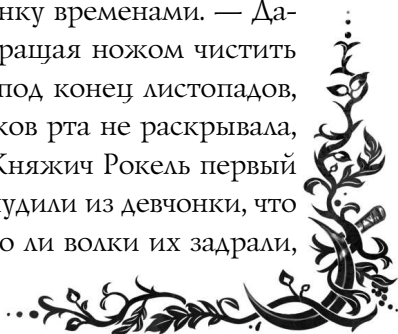 нку временами. — Да-
ращая ножом чистить
под конец листопадов,
ков рта не раскрывала,
Княжич Рокель первый
удили из девчонки, что
о ли волки их задрали,